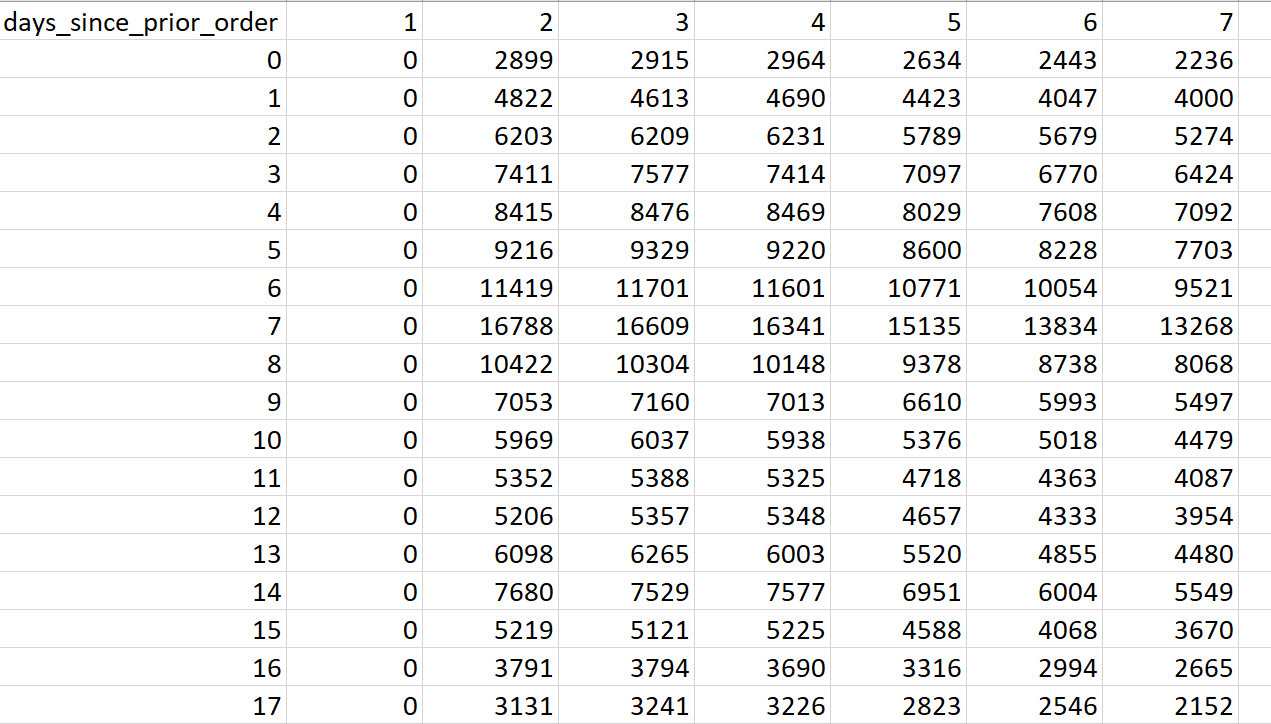 days_since_prior_order 1 2 3 4 5 6 7
0 0 2899 2915 2964 2634 2443 2236
1 0 4822 4613 4690 4423 4047 4000
2 0 6203 6209 6231 5789 5679 5274
3 0 7411 7577 7414 7097 6770 6424
4 0 8415 8476 8469 8029 7608 7092
5 0 9216 9329 9220 8600 8228 7703
6 0 11419 11701 11601 10771 10054 9521
7 0 16788 16609 16341 15135 13834 13268
8 0 10422 10304 10148 9378 8738 8068
9 0 7053 7160 7013 6610 5993 5497
10 0 5969 6037 5938 5376 5018 4479
11 0 5352 5388 5325 4718 4363 4087
12 0 5206 5357 5348 4657 4333 3954
13 0 6098 6265 6003 5520 4855 4480
14 0 7680 7529 7577 6951 6004 5549
15 0 5219 5121 5225 4588 4068 3670
16 0 3791 3794 3690 3316 2994 2665
17 0 3131 3241 3226 2823 2546 2152